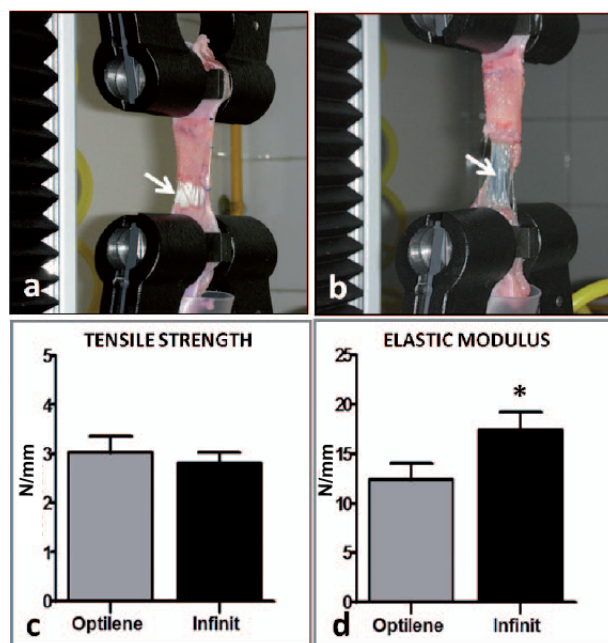 a
b
TENSILE STRENGTH
5
4
3
2
1
0
N/mm
Optilene
Infinit
c
ELASTIC MODULUS
25
20
15
10
5
0
N/mm
*
Optilene
Infinit
d